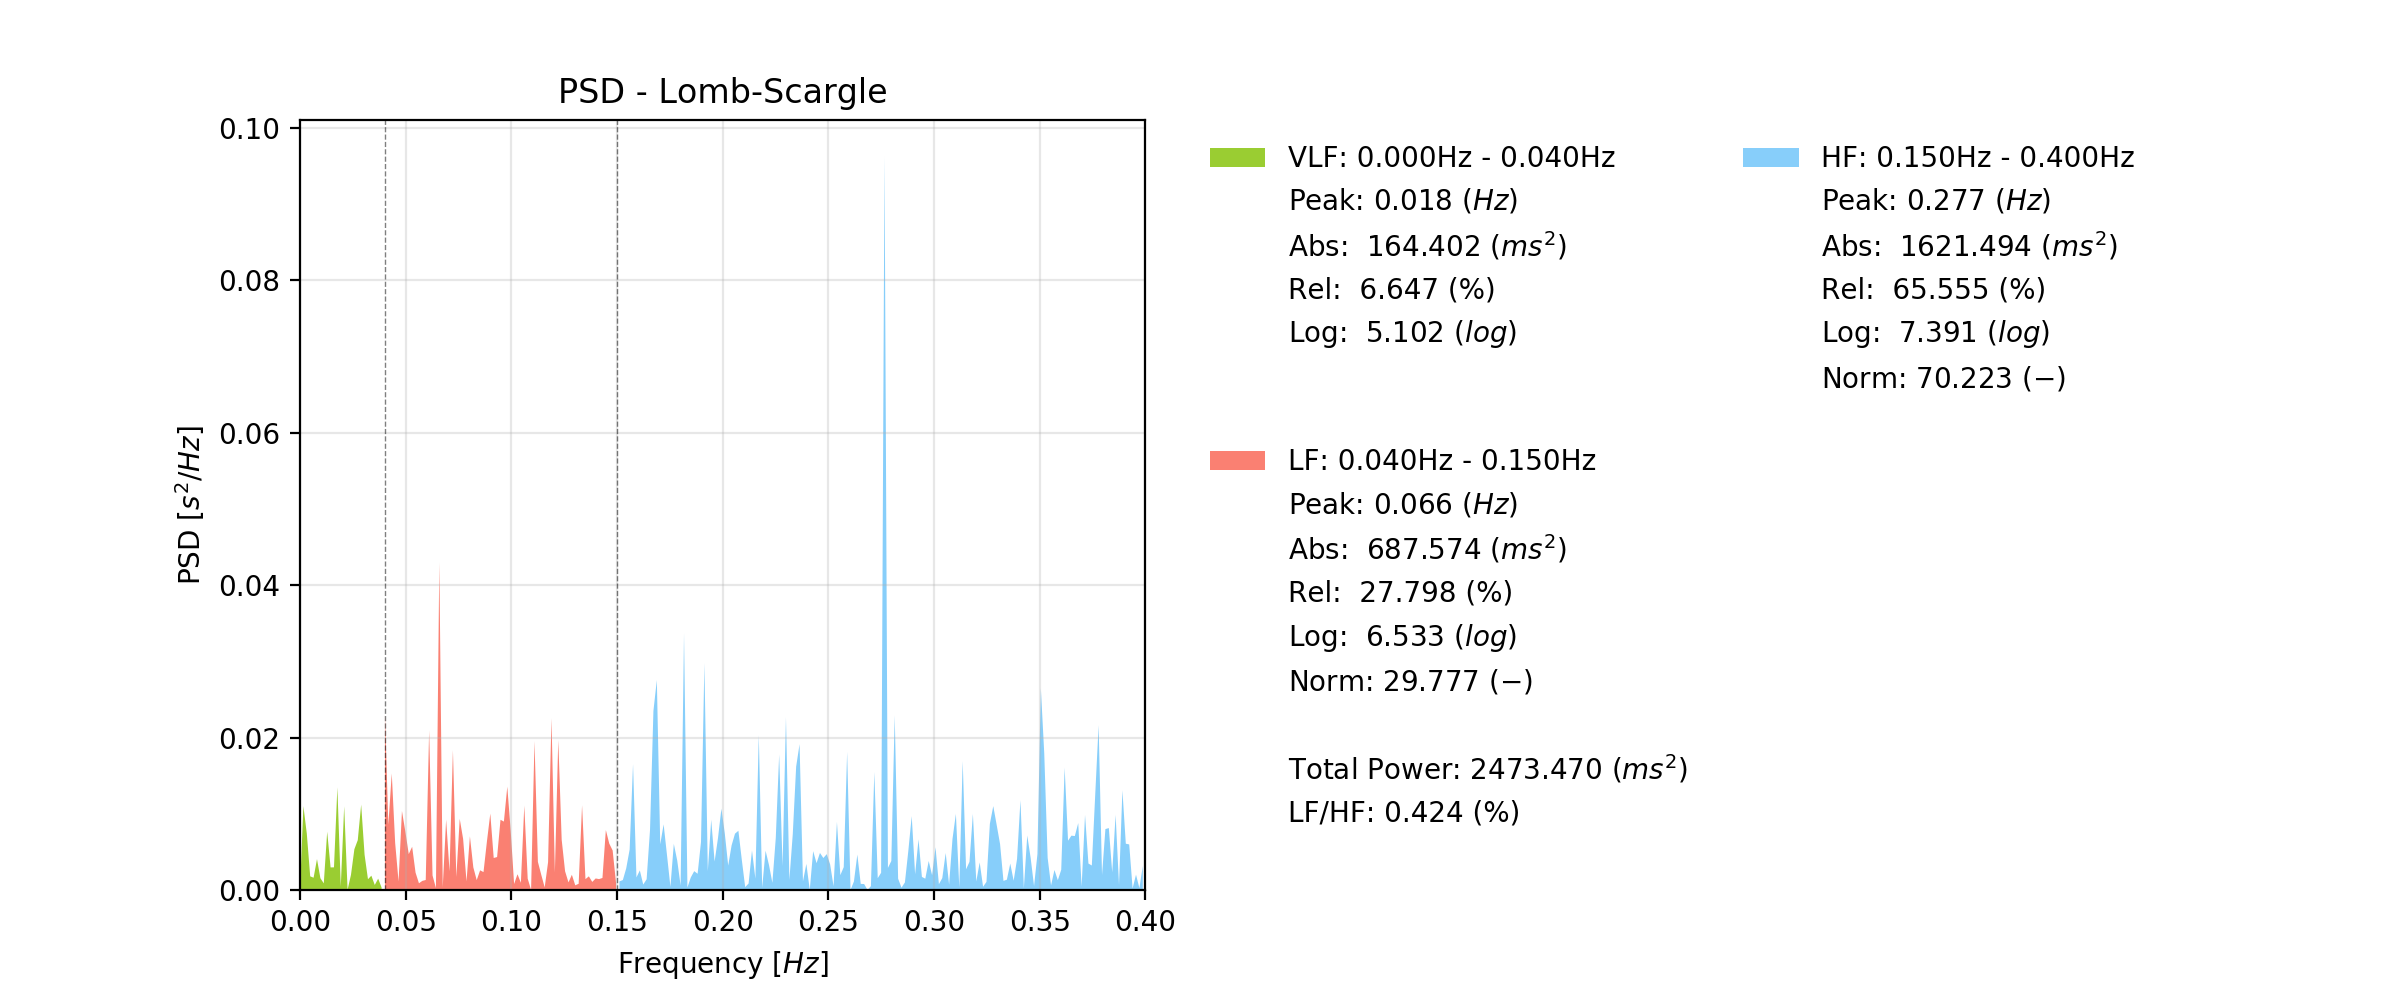 PSD - Lomb-Scargle
0.10
0.08
0.06
0.04
0.02
0.00
PSD [s²/Hz]
0.00 0.05 0.10 0.15 0.20 0.25 0.30 0.35 0.40
Frequency [Hz]
VLF: 0.000Hz - 0.040Hz
Peak: 0.018 (Hz)
Abs: 164.402 (ms²)
Rel: 6.647 (%)
Log: 5.102 (log)
LF: 0.040Hz - 0.150Hz
Peak: 0.066 (Hz)
Abs: 687.574 (ms²)
Rel: 27.798 (%)
Log: 6.533 (log)
Norm: 29.777 (−)
Total Power: 2473.470 (ms²)
LF/HF: 0.424 (%)
HF: 0.150Hz - 0.400Hz
Peak: 0.277 (Hz)
Abs: 1621.494 (ms²)
Rel: 65.555 (%)
Log: 7.391 (log)
Norm: 70.223 (−)